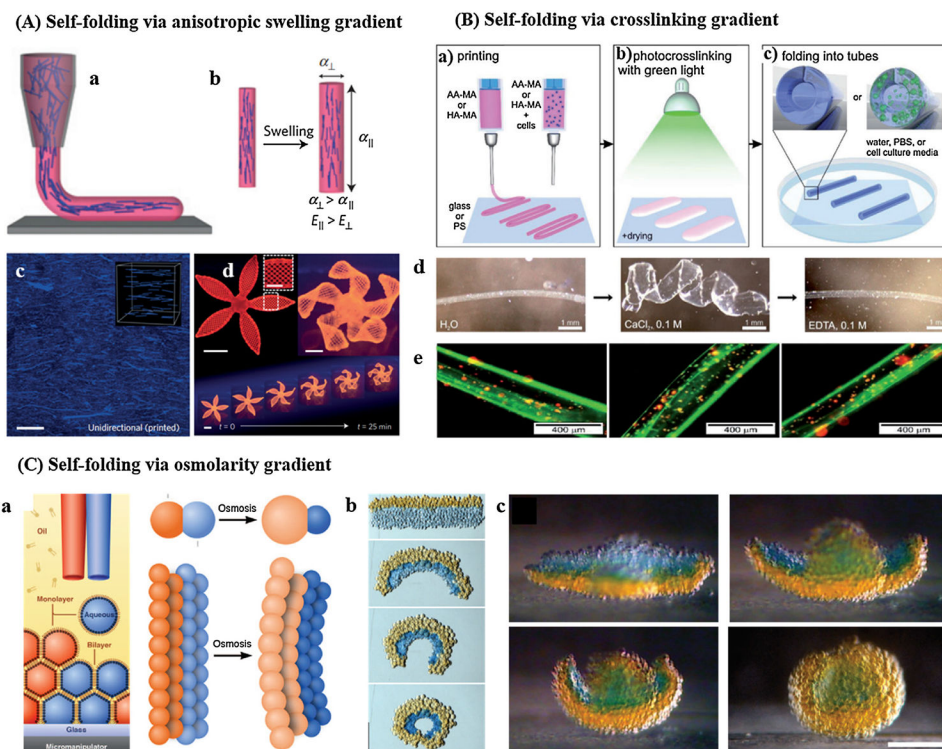 (A) Self-folding via anisotropic swelling gradient
a
b
α⊥
Swelling
α∥
α⊥ > α∥
E∥ > E⊥
c
Unidirectional (printed)
d
t = 0
t = 25 min
(B) Self-folding via crosslinking gradient
a) printing
AA-MA
or
HA-MA
AA-MA
or
HA-MA
+
cells
glass
or
PS
b)
photocrosslinking
with green light
+drying
c) folding into tubes
or
water, PBS, or
cell culture media
d
H₂O
1 mm
CaCl₂, 0.1 M
1 mm
EDTA, 0.1 M
1 mm
e
400 µm
400 µm
400 µm
(C) Self-folding via osmolarity gradient
a
Oil
Monolayer
Aqueous
Bilayer
Glass
Micromanipulator
Osmosis
Osmosis
b
c